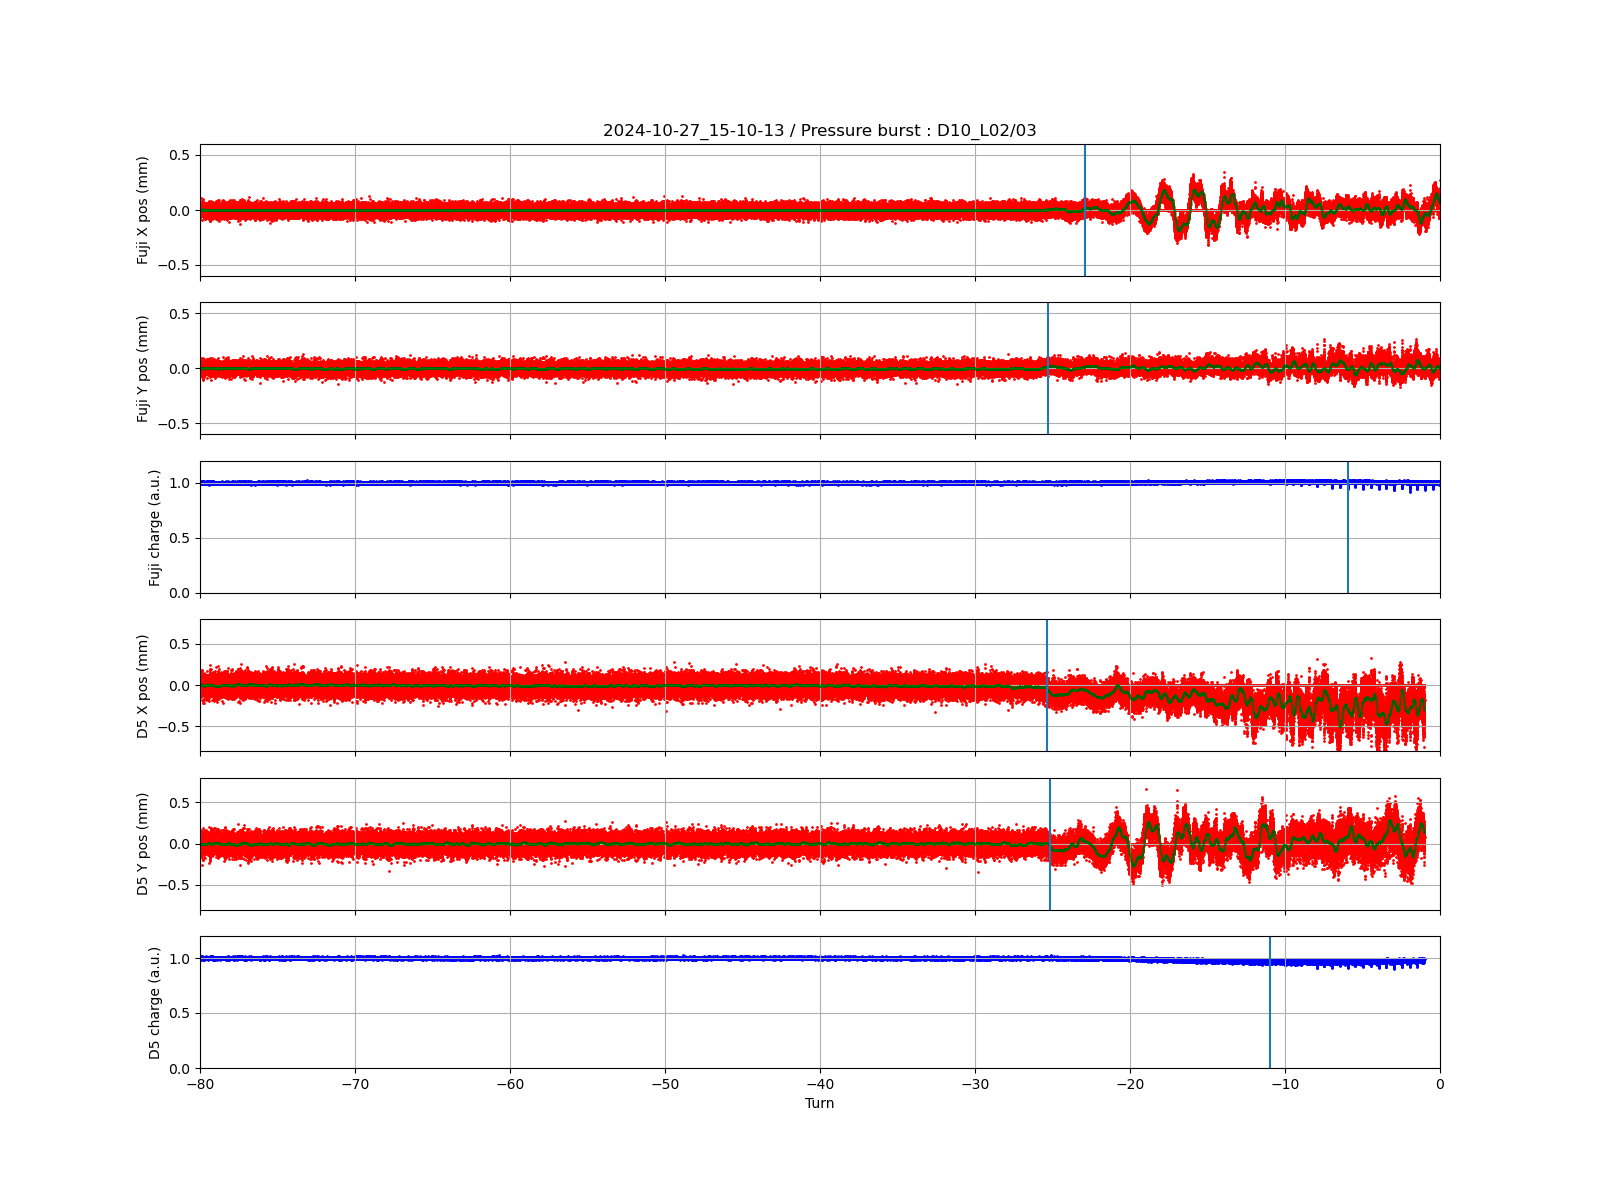 2024-10-27_15-10-13 / Pressure burst : D10_L02/03
Fuji X pos (mm)
0.5
0.0
−0.5
Fuji Y pos (mm)
0.5
0.0
−0.5
Fuji charge (a.u.)
1.0
0.5
0.0
D5 X pos (mm)
0.5
0.0
−0.5
D5 Y pos (mm)
0.5
0.0
−0.5
D5 charge (a.u.)
1.0
0.5
0.0
−80 −70 −60 −50 −40 −30 −20 −10 0
Turn